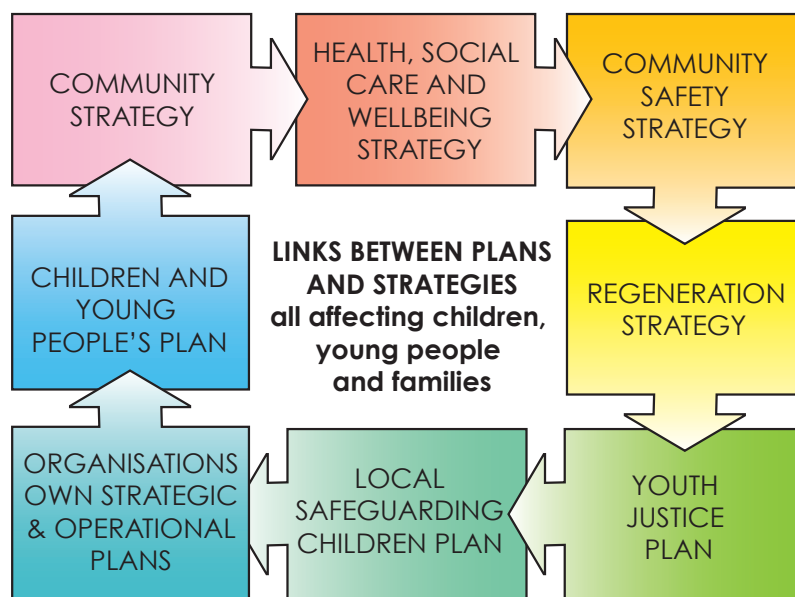 COMMUNITY
STRATEGY
HEALTH, SOCIAL
CARE AND
WELLBEING
STRATEGY
COMMUNITY
SAFETY
STRATEGY
CHILDREN AND
YOUNG
PEOPLE’S PLAN
LINKS BETWEEN PLANS
AND STRATEGIES
all affecting children,
young people
and families
REGENERATION
STRATEGY
ORGANISATIONS
OWN STRATEGIC
& OPERATIONAL
PLANS
LOCAL
SAFEGUARDING
CHILDREN PLAN
YOUTH
JUSTICE
PLAN